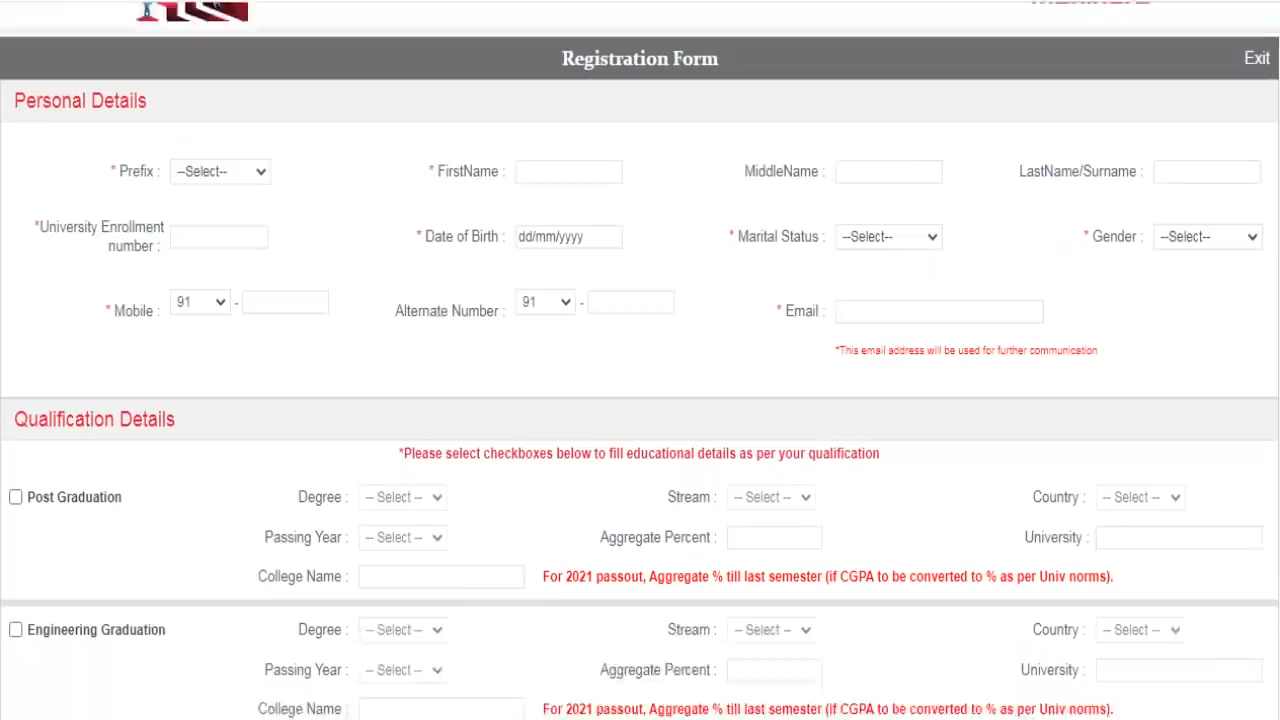 Registration Form Exit
Personal Details
* Prefix : --Select-- * FirstName : MiddleName : LastName/Surname :
*University Enrollment number : * Date of Birth : dd/mm/yyyy * Marital Status : --Select-- * Gender : --Select--
* Mobile : 91 - Alternate Number : 91 - * Email :
*This email address will be used for further communication
Qualification Details
*Please select checkboxes below to fill educational details as per your qualification
Post Graduation Degree : -- Select -- Stream : -- Select -- Country : -- Select --
Passing Year : -- Select -- Aggregate Percent : University :
College Name : For 2021 passout, Aggregate % till last semester (if CGPA to be converted to % as per Univ norms).
Engineering Graduation Degree : -- Select -- Stream : -- Select -- Country : -- Select --
Passing Year : -- Select -- Aggregate Percent : University :
College Name : For 2021 passout, Aggregate % till last semester (if CGPA to be converted to % as per Univ norms).